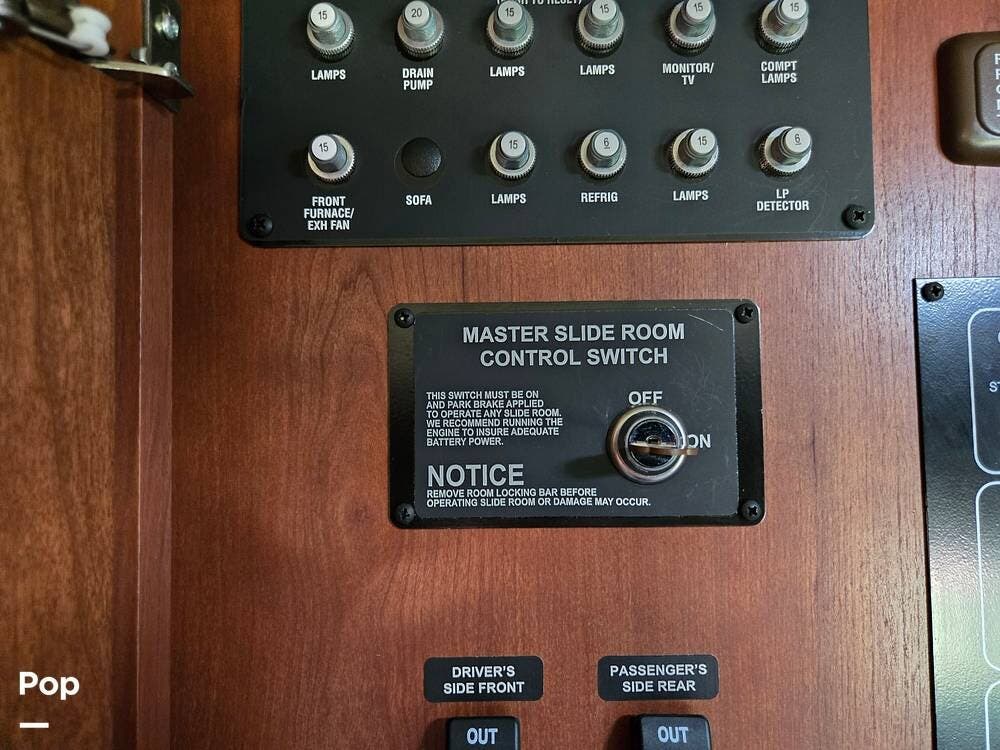 15 20 15 15 15 15
LAMPS DRAIN PUMP LAMPS LAMPS MONITOR/ TV COMPT LAMPS
15 15 6 15 6
FRONT FURNACE/ EXH FAN SOFA LAMPS REFRIG LAMPS LP DETECTOR
MASTER SLIDE ROOM
CONTROL SWITCH
THIS SWITCH MUST BE ON
AND PARK BRAKE APPLIED
TO OPERATE ANY SLIDE ROOM.
WE RECOMMEND RUNNING THE
ENGINE TO INSURE ADEQUATE
BATTERY POWER.
OFF
ON
NOTICE
REMOVE ROOM LOCKING BAR BEFORE
OPERATING SLIDE ROOM OR DAMAGE MAY OCCUR.
DRIVER'S
SIDE FRONT
PASSENGER'S
SIDE REAR
OUT
OUT
Pop